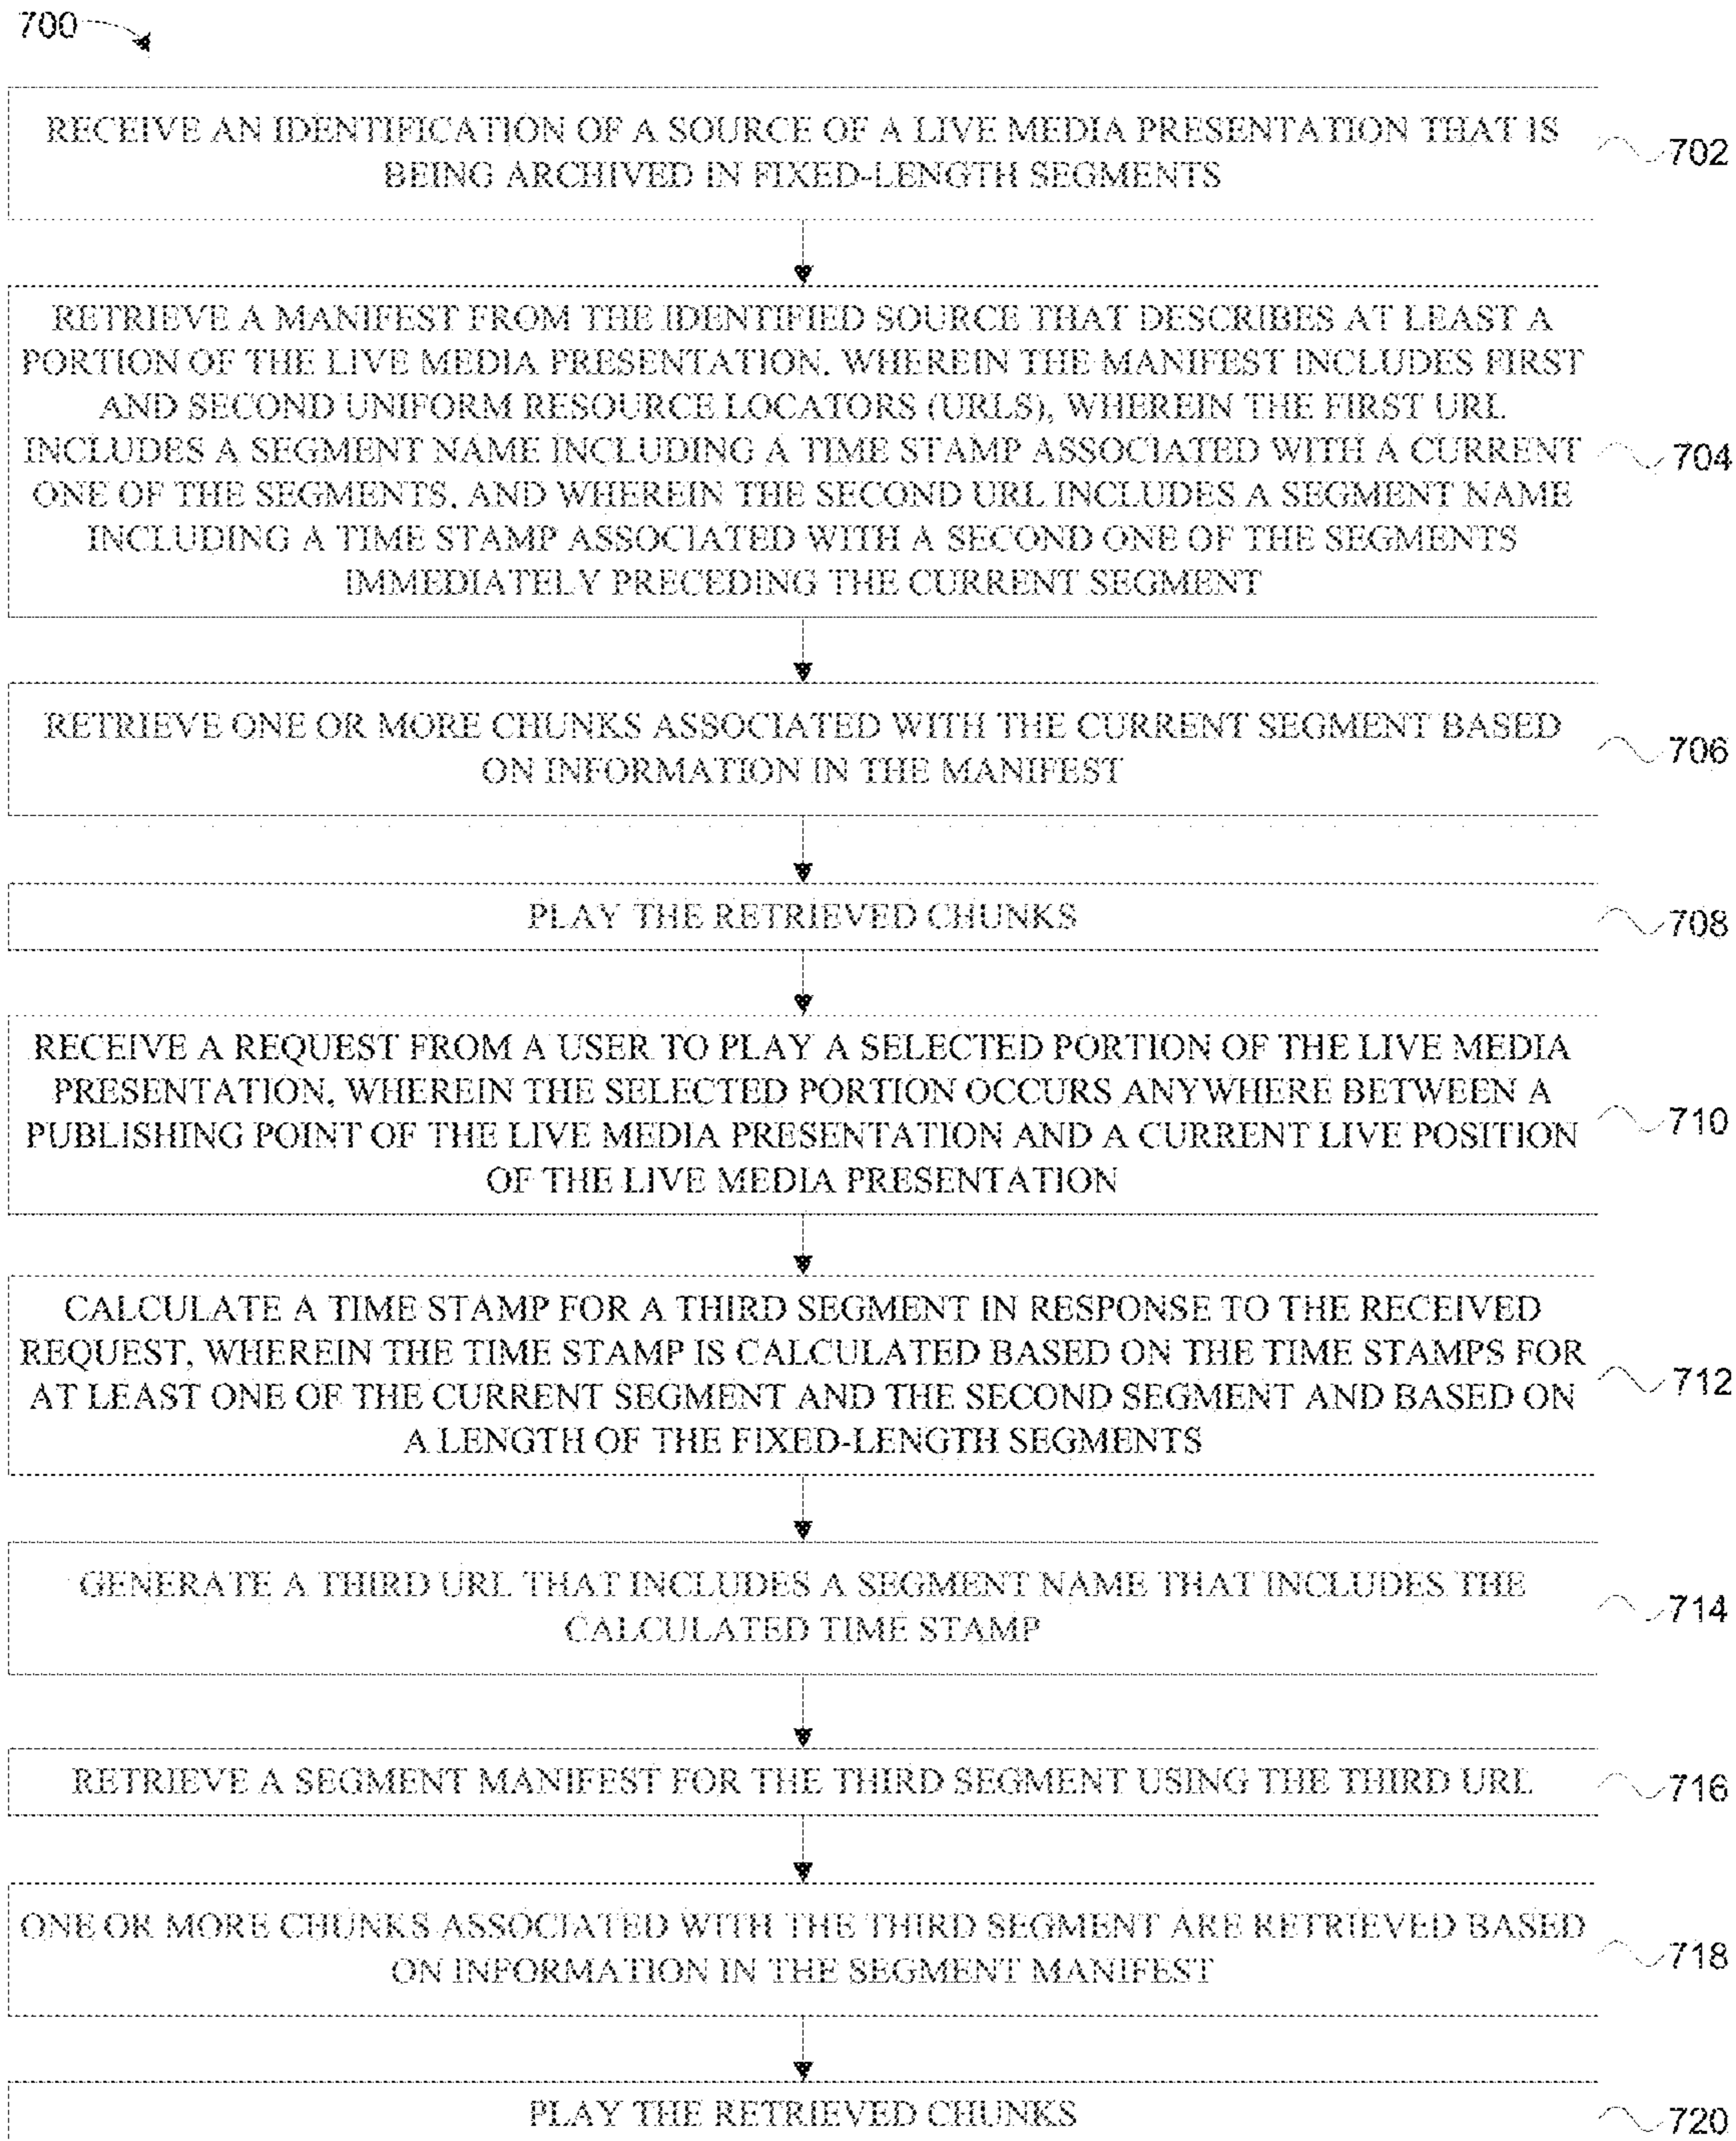 700
RECEIVE AN IDENTIFICATION OF A SOURCE OF A LIVE MEDIA PRESENTATION THAT IS
BEING ARCHIVED IN FIXED-LENGTH SEGMENTS
702
RETRIEVE A MANIFEST FROM THE IDENTIFIED SOURCE THAT DESCRIBES AT LEAST A
PORTION OF THE LIVE MEDIA PRESENTATION, WHEREIN THE MANIFEST INCLUDES FIRST
AND SECOND UNIFORM RESOURCE LOCATORS (URLS), WHEREIN THE FIRST URL
INCLUDES A SEGMENT NAME INCLUDING A TIME STAMP ASSOCIATED WITH A CURRENT
ONE OF THE SEGMENTS, AND WHEREIN THE SECOND URL INCLUDES A SEGMENT NAME
INCLUDING A TIME STAMP ASSOCIATED WITH A SECOND ONE OF THE SEGMENTS
IMMEDIATELY PRECEDING THE CURRENT SEGMENT
704
RETRIEVE ONE OR MORE CHUNKS ASSOCIATED WITH THE CURRENT SEGMENT BASED
ON INFORMATION IN THE MANIFEST
706
PLAY THE RETRIEVED CHUNKS
708
RECEIVE A REQUEST FROM A USER TO PLAY A SELECTED PORTION OF THE LIVE MEDIA
PRESENTATION, WHEREIN THE SELECTED PORTION OCCURS ANYWHERE BETWEEN A
PUBLISHING POINT OF THE LIVE MEDIA PRESENTATION AND A CURRENT LIVE POSITION
OF THE LIVE MEDIA PRESENTATION
710
CALCULATE A TIME STAMP FOR A THIRD SEGMENT IN RESPONSE TO THE RECEIVED
REQUEST, WHEREIN THE TIME STAMP IS CALCULATED BASED ON THE TIME STAMPS FOR
AT LEAST ONE OF THE CURRENT SEGMENT AND THE SECOND SEGMENT AND BASED ON
A LENGTH OF THE FIXED-LENGTH SEGMENTS
712
GENERATE A THIRD URL THAT INCLUDES A SEGMENT NAME THAT INCLUDES THE
CALCULATED TIME STAMP
714
RETRIEVE A SEGMENT MANIFEST FOR THE THIRD SEGMENT USING THE THIRD URL
716
ONE OR MORE CHUNKS ASSOCIATED WITH THE THIRD SEGMENT ARE RETRIEVED BASED
ON INFORMATION IN THE SEGMENT MANIFEST
718
PLAY THE RETRIEVED CHUNKS
720